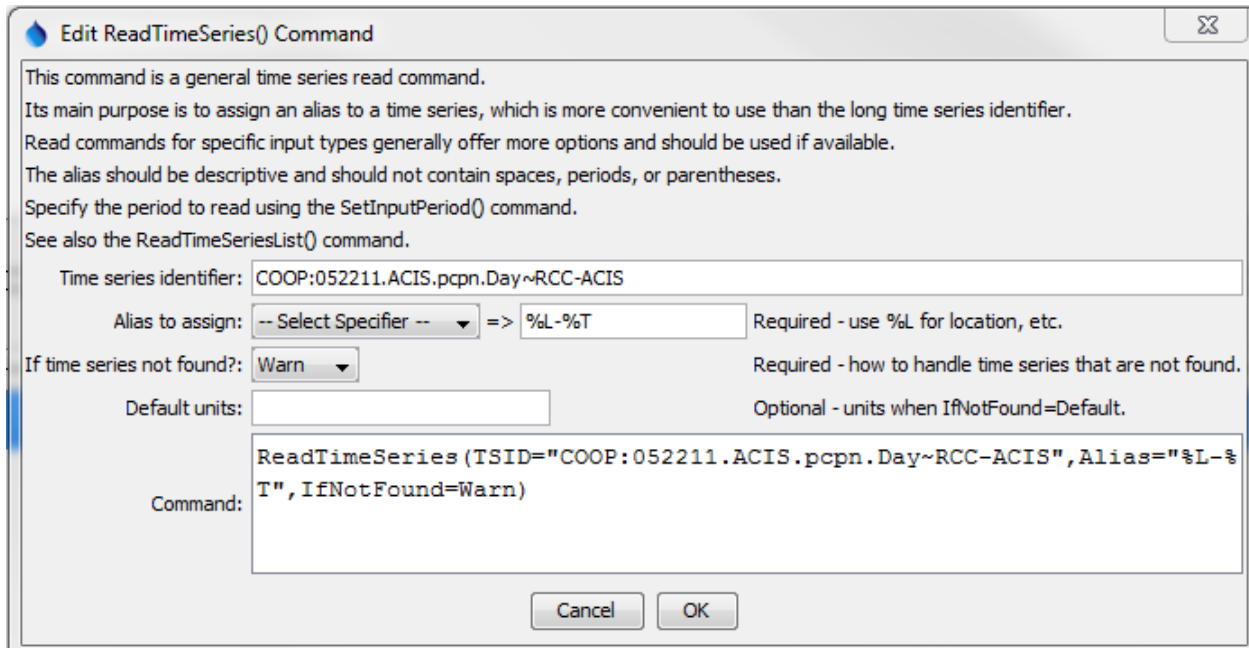 Edit ReadTimeSeries() Command
This command is a general time series read command.
Its main purpose is to assign an alias to a time series, which is more convenient to use than the long time series identifier.
Read commands for specific input types generally offer more options and should be used if available.
The alias should be descriptive and should not contain spaces, periods, or parentheses.
Specify the period to read using the SetInputPeriod() command.
See also the ReadTimeSeriesList() command.
Time series identifier: COOP:052211.ACIS.pcpn.Day~RCC-ACIS
Alias to assign: -- Select Specifier -- => %L-%T Required - use %L for location, etc.
If time series not found?: Warn Required - how to handle time series that are not found.
Default units: Optional - units when IfNotFound=Default.
ReadTimeSeries(TSID="COOP:052211.ACIS.pcpn.Day~RCC-ACIS",Alias="%L-%
T",IfNotFound=Warn)
Command:
Cancel OK